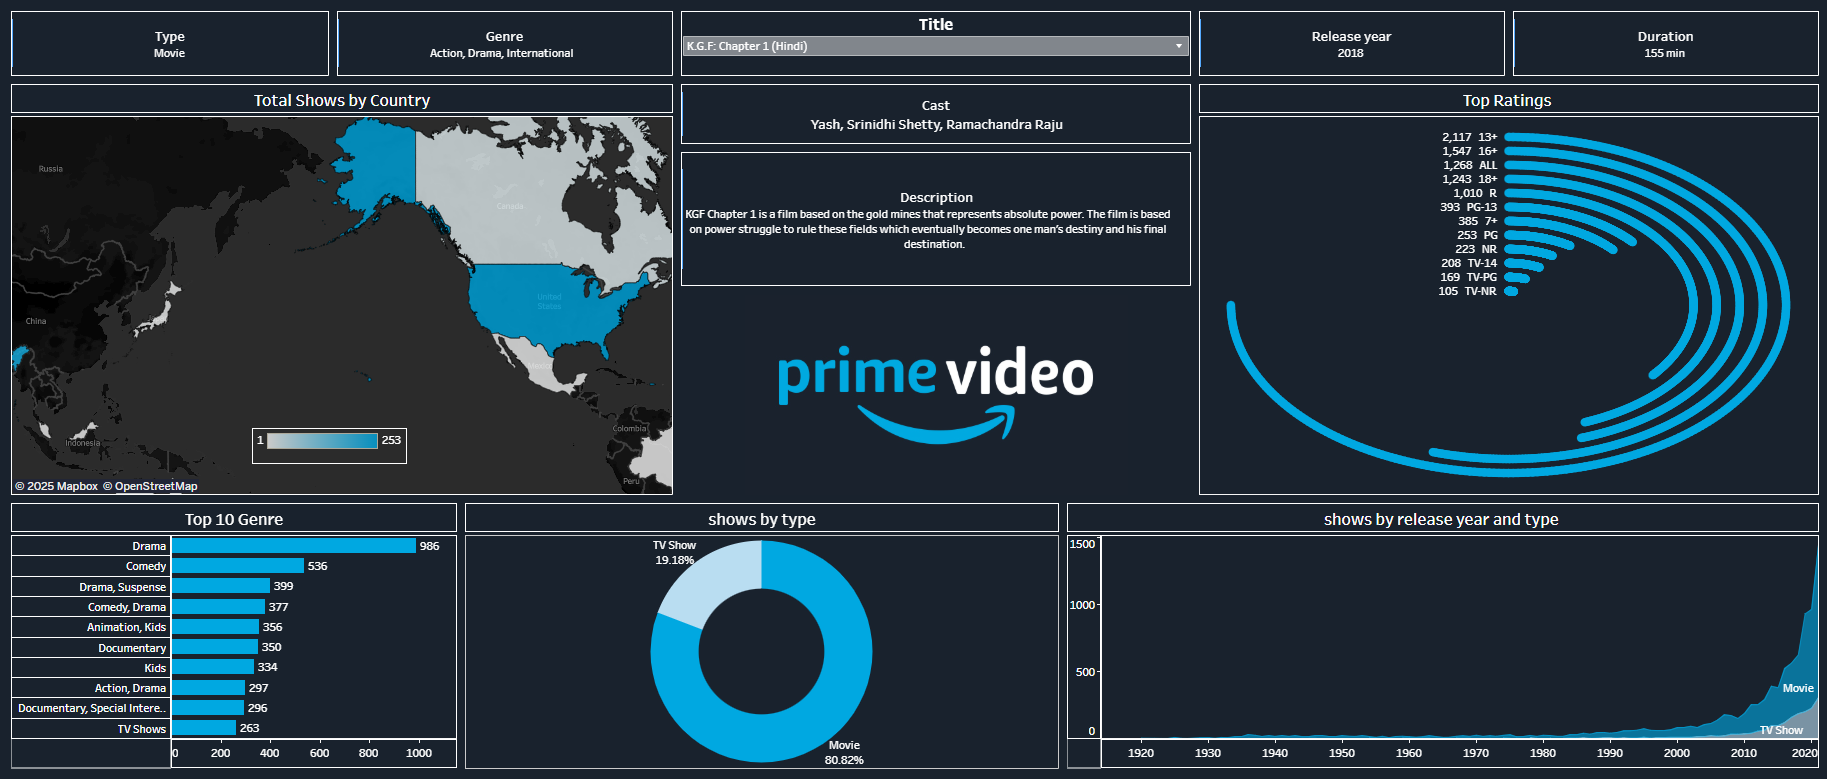 Type
Movie
Genre
Action, Drama, International
Title
K.G.F: Chapter 1 (Hindi)
Release year
2018
Duration
155 min
Total Shows by Country
Russia
Canada
United
States
China
Indonesia
Colombia
Peru
1 253
© 2025 Mapbox © OpenStreetMap
Cast
Yash, Srinidhi Shetty, Ramachandra Raju
Description
KGF Chapter 1 is a film based on the gold mines that represents absolute power. The film is based
on power struggle to rule these fields which eventually becomes one man's destiny and his final
destination.
prime video
Top Ratings
2,117 13+
1,547 16+
1,268 ALL
1,243 18+
1,010 R
393 PG-13
385 7+
253 PG
223 NR
208 TV-14
169 TV-PG
105 TV-NR
Top 10 Genre
Drama 986
Comedy 536
Drama, Suspense 399
Comedy, Drama 377
Animation, Kids 356
Documentary 350
Kids 334
Action, Drama 297
Documentary, Special Intere.. 296
TV Shows 263
0 200 400 600 800 1000
shows by type
TV Show
19.18%
Movie
80.82%
shows by release year and type
1500
1000
500
0
Movie
TV Show
1920 1930 1940 1950 1960 1970 1980 1990 2000 2010 2020